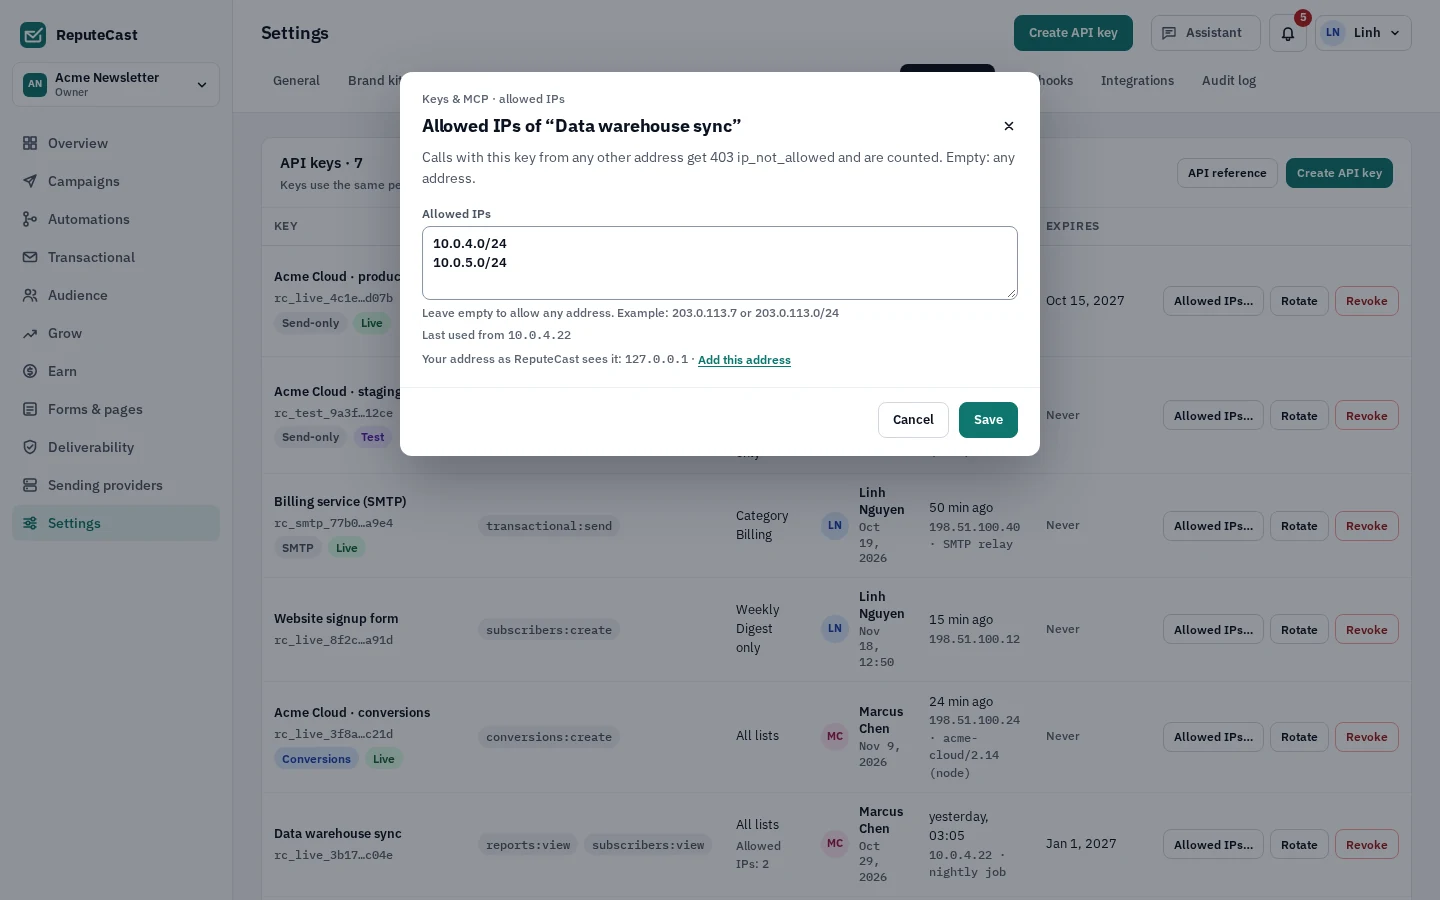 ReputeCast
AN
Acme Newsletter
Owner
Overview
Campaigns
Automations
Transactional
Audience
Grow
Earn
Forms & pages
Deliverability
Sending providers
Settings
Settings
Create API key
Assistant
5
LN
Linh
General
Brand kit
Integrations
Audit log
API keys · 7
Keys use the same
API reference
Create API key
KEY
EXPIRES
Keys & MCP · allowed IPs
Allowed IPs of “Data warehouse sync”
Calls with this key from any other address get 403 ip_not_allowed and are counted. Empty: any
address.
Allowed IPs
10.0.4.0/24
10.0.5.0/24
Leave empty to allow any address. Example: 203.0.113.7 or 203.0.113.0/24
Last used from 10.0.4.22
Your address as ReputeCast sees it: 127.0.0.1 · Add this address
Cancel
Save
Acme Cloud ·
rc_live_4c1e…d07b
Send-only
Live
Oct 15, 2027
Allowed IPs…
Rotate
Revoke
Acme Cloud · staging
rc_test_9a3f…12ce
Send-only
Test
Never
Allowed IPs…
Rotate
Revoke
Billing service (SMTP)
rc_smtp_77b0…a9e4
SMTP
Live
transactional:send
Category
Billing
LN
Linh
Nguyen
Oct
19,
2026
50 min ago
198.51.100.40
· SMTP relay
Never
Allowed IPs…
Rotate
Revoke
Website signup form
rc_live_8f2c…a91d
subscribers:create
Weekly
Digest
only
LN
Linh
Nguyen
Nov
18,
12:50
15 min ago
198.51.100.12
Never
Allowed IPs…
Rotate
Revoke
Acme Cloud · conversions
rc_live_3f8a…c21d
Conversions
Live
conversions:create
All lists
MC
Marcus
Chen
Nov 9,
2026
24 min ago
198.51.100.24
· acme-
cloud/2.14
(node)
Never
Allowed IPs…
Rotate
Revoke
Data warehouse sync
rc_live_3b17…c04e
reports:view
subscribers:view
All lists
Allowed
IPs: 2
MC
Marcus
Chen
Oct
29,
2026
yesterday,
03:05
10.0.4.22 ·
nightly job
Jan 1, 2027
Allowed IPs…
Rotate
Revoke